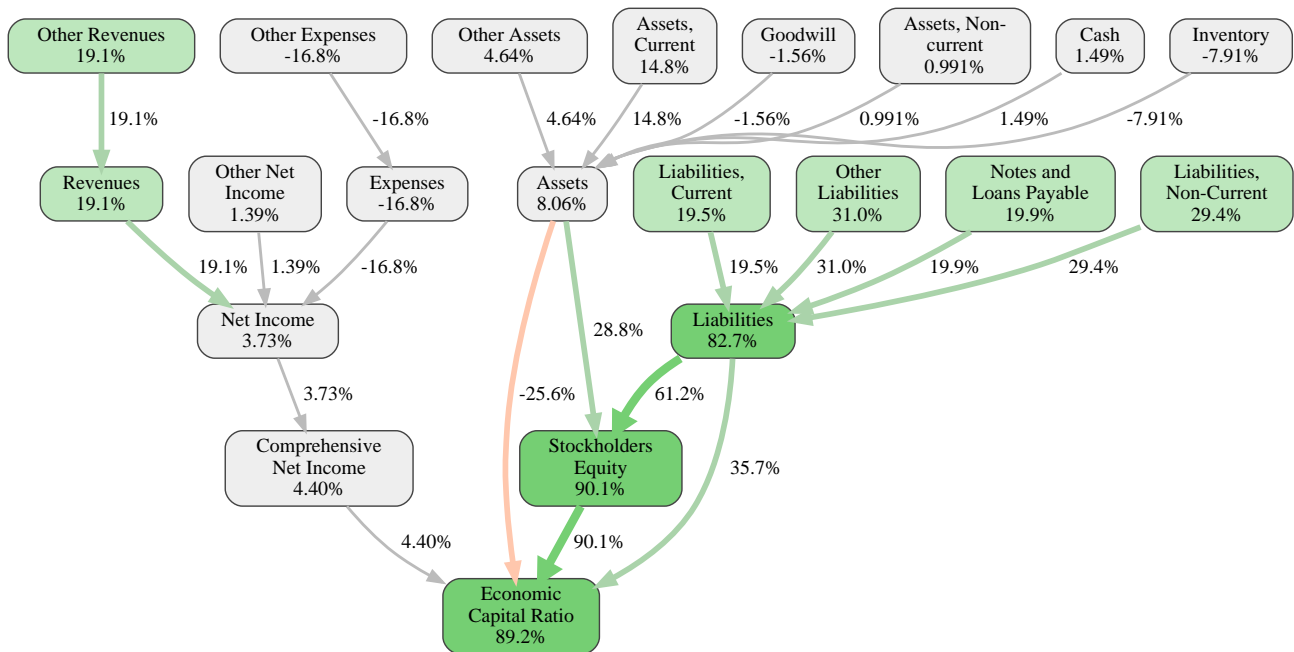 Other Revenues
19.1%
Other Expenses
-16.8%
Other Assets
4.64%
Assets,
Current
14.8%
Goodwill
-1.56%
Assets, Non-
current
0.991%
Cash
1.49%
Inventory
-7.91%
19.1%
-16.8%
4.64%
14.8%
-1.56%
0.991%
1.49%
-7.91%
Revenues
19.1%
Other Net
Income
1.39%
Expenses
-16.8%
Assets
8.06%
Liabilities,
Current
19.5%
Other
Liabilities
31.0%
Notes and
Loans Payable
19.9%
Liabilities,
Non-Current
29.4%
19.1%
1.39%
-16.8%
19.5%
31.0%
19.9%
29.4%
Net Income
3.73%
28.8%
Liabilities
82.7%
3.73%
-25.6%
61.2%
Comprehensive
Net Income
4.40%
Stockholders
Equity
90.1%
35.7%
4.40%
90.1%
Economic
Capital Ratio
89.2%